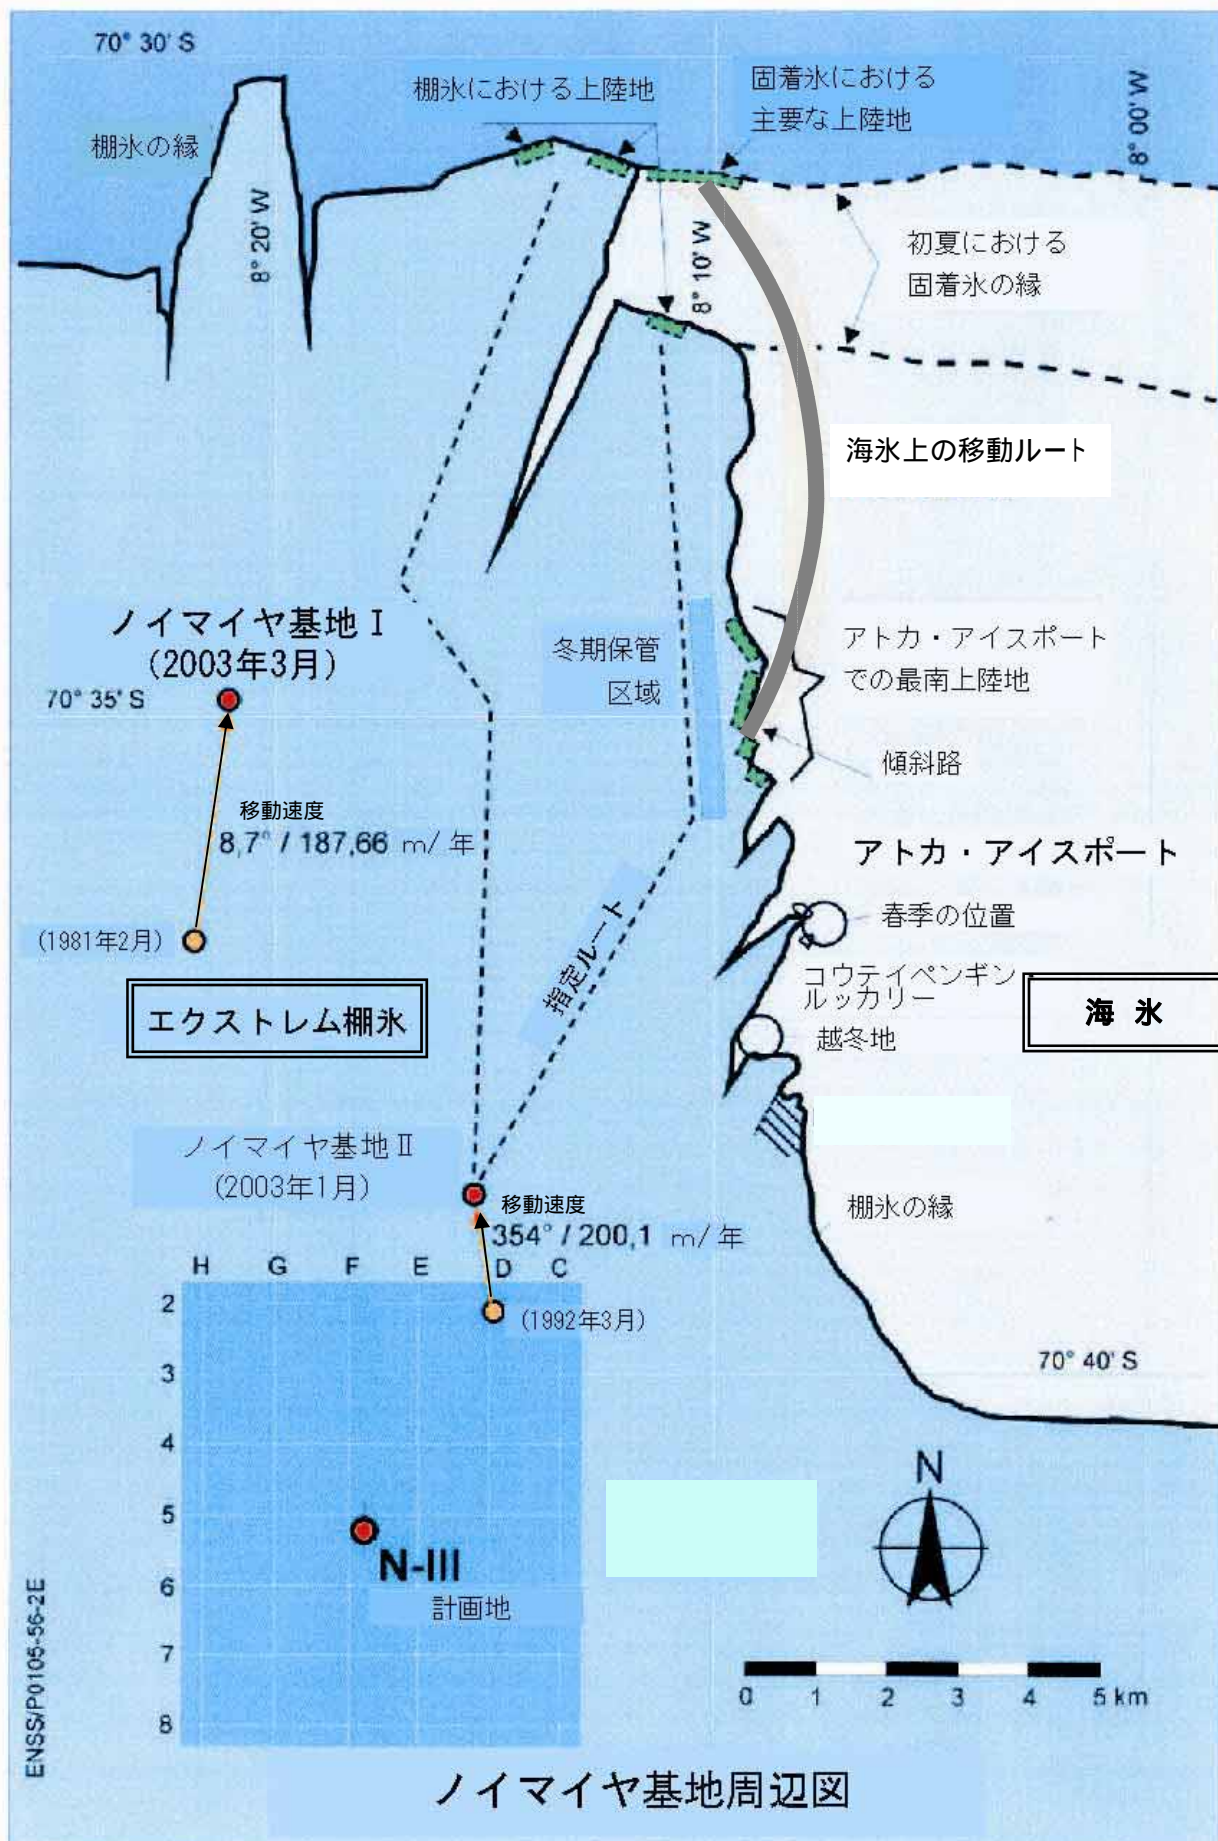 70° 30' S
棚氷における上陸地
固着氷における
主要な上陸地
8° 00' W
棚氷の縁
8° 20' W
8° 10' W
初夏における
固着氷の縁
海氷上の移動ルート
ノイマイヤ基地 I
(2003年3月)
70° 35' S
冬期保管
区域
アトカ・アイスポート
での最南上陸地
傾斜路
移動速度
8,7° / 187,66 m/年
アトカ・アイスポート
(1981年2月)
春季の位置
指定ルート
コウテイペンギン
ルッカリー
エクストレム棚氷
海 氷
越冬地
ノイマイヤ基地 II
(2003年1月)
移動速度
354° / 200,1 m/年
棚氷の縁
H G F E D C
2
(1992年3月)
3
70° 40' S
4
N
5
N-III
6
計画地
7
8
0 1 2 3 4 5 km
ENSS/P0105-56-2E
ノイマイヤ基地周辺図